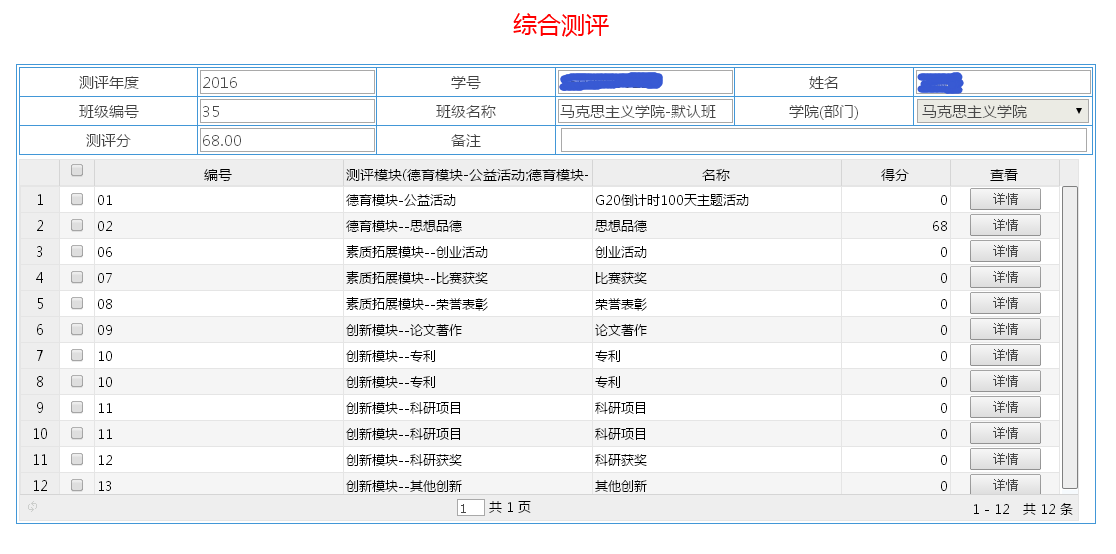 综合测评
测评年度 2016 学号 姓名
班级编号 35 班级名称 马克思主义学院-默认班 学院(部门) 马克思主义学院
测评分 68.00 备注
编号 测评模块(德育模块-公益活动;德育模块- 名称 得分 查看
1 01 德育模块-公益活动 G20倒计时100天主题活动 0 详情
2 02 德育模块--思想品德 思想品德 68 详情
3 06 素质拓展模块--创业活动 创业活动 0 详情
4 07 素质拓展模块--比赛获奖 比赛获奖 0 详情
5 08 素质拓展模块--荣誉表彰 荣誉表彰 0 详情
6 09 创新模块--论文著作 论文著作 0 详情
7 10 创新模块--专利 专利 0 详情
8 10 创新模块--专利 专利 0 详情
9 11 创新模块--科研项目 科研项目 0 详情
10 11 创新模块--科研项目 科研项目 0 详情
11 12 创新模块--科研获奖 科研获奖 0 详情
12 13 创新模块--其他创新 其他创新 0 详情
1 共 1 页 1 - 12 共 12 条